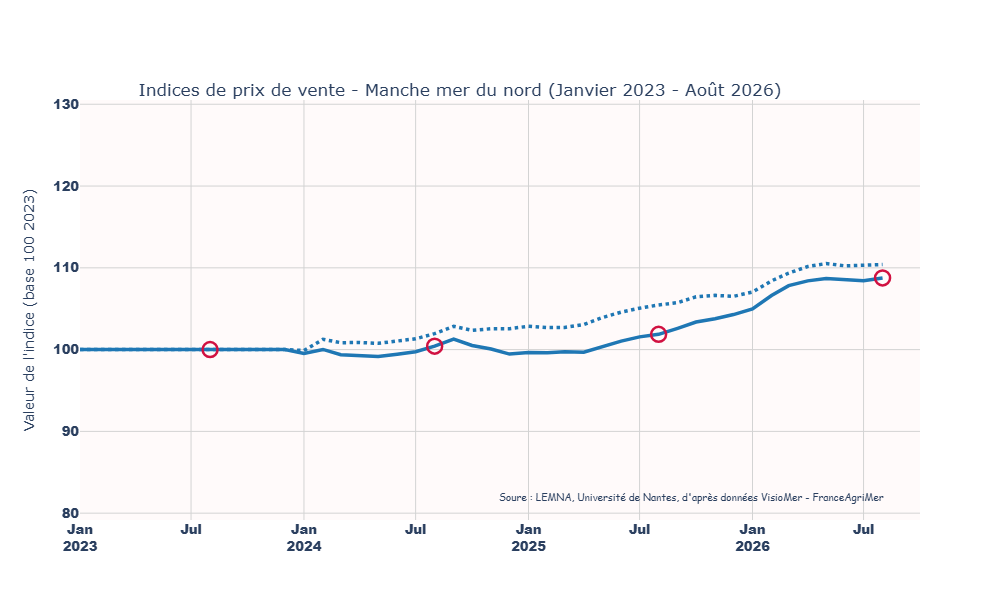 Indices de prix de vente - Manche mer du nord (Janvier 2023 - Août 2026)
Valeur de l'indice (base 100 2023)
130
120
110
100
90
80
Soure : LEMNA, Université de Nantes, d'après données VisioMer - FranceAgriMer
Jan Jul Jan Jul Jan Jul Jan Jul
2023 2024 2025 2026